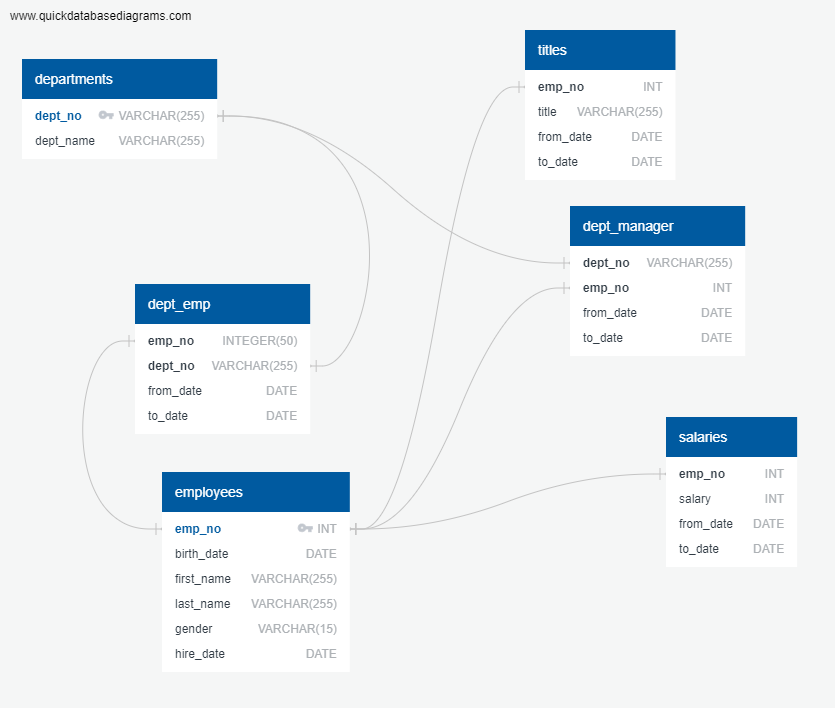 www.quickdatabasediagrams.com
departments
dept_no VARCHAR(255)
dept_name VARCHAR(255)
titles
emp_no INT
title VARCHAR(255)
from_date DATE
to_date DATE
dept_manager
dept_no VARCHAR(255)
emp_no INT
from_date DATE
to_date DATE
dept_emp
emp_no INTEGER(50)
dept_no VARCHAR(255)
from_date DATE
to_date DATE
salaries
emp_no INT
salary INT
from_date DATE
to_date DATE
employees
emp_no INT
birth_date DATE
first_name VARCHAR(255)
last_name VARCHAR(255)
gender VARCHAR(15)
hire_date DATE